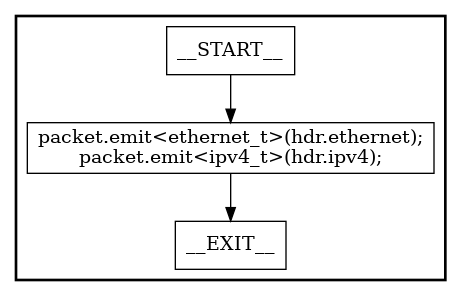 __START__
packet.emit<ethernet_t>(hdr.ethernet);
packet.emit<ipv4_t>(hdr.ipv4);
__EXIT__